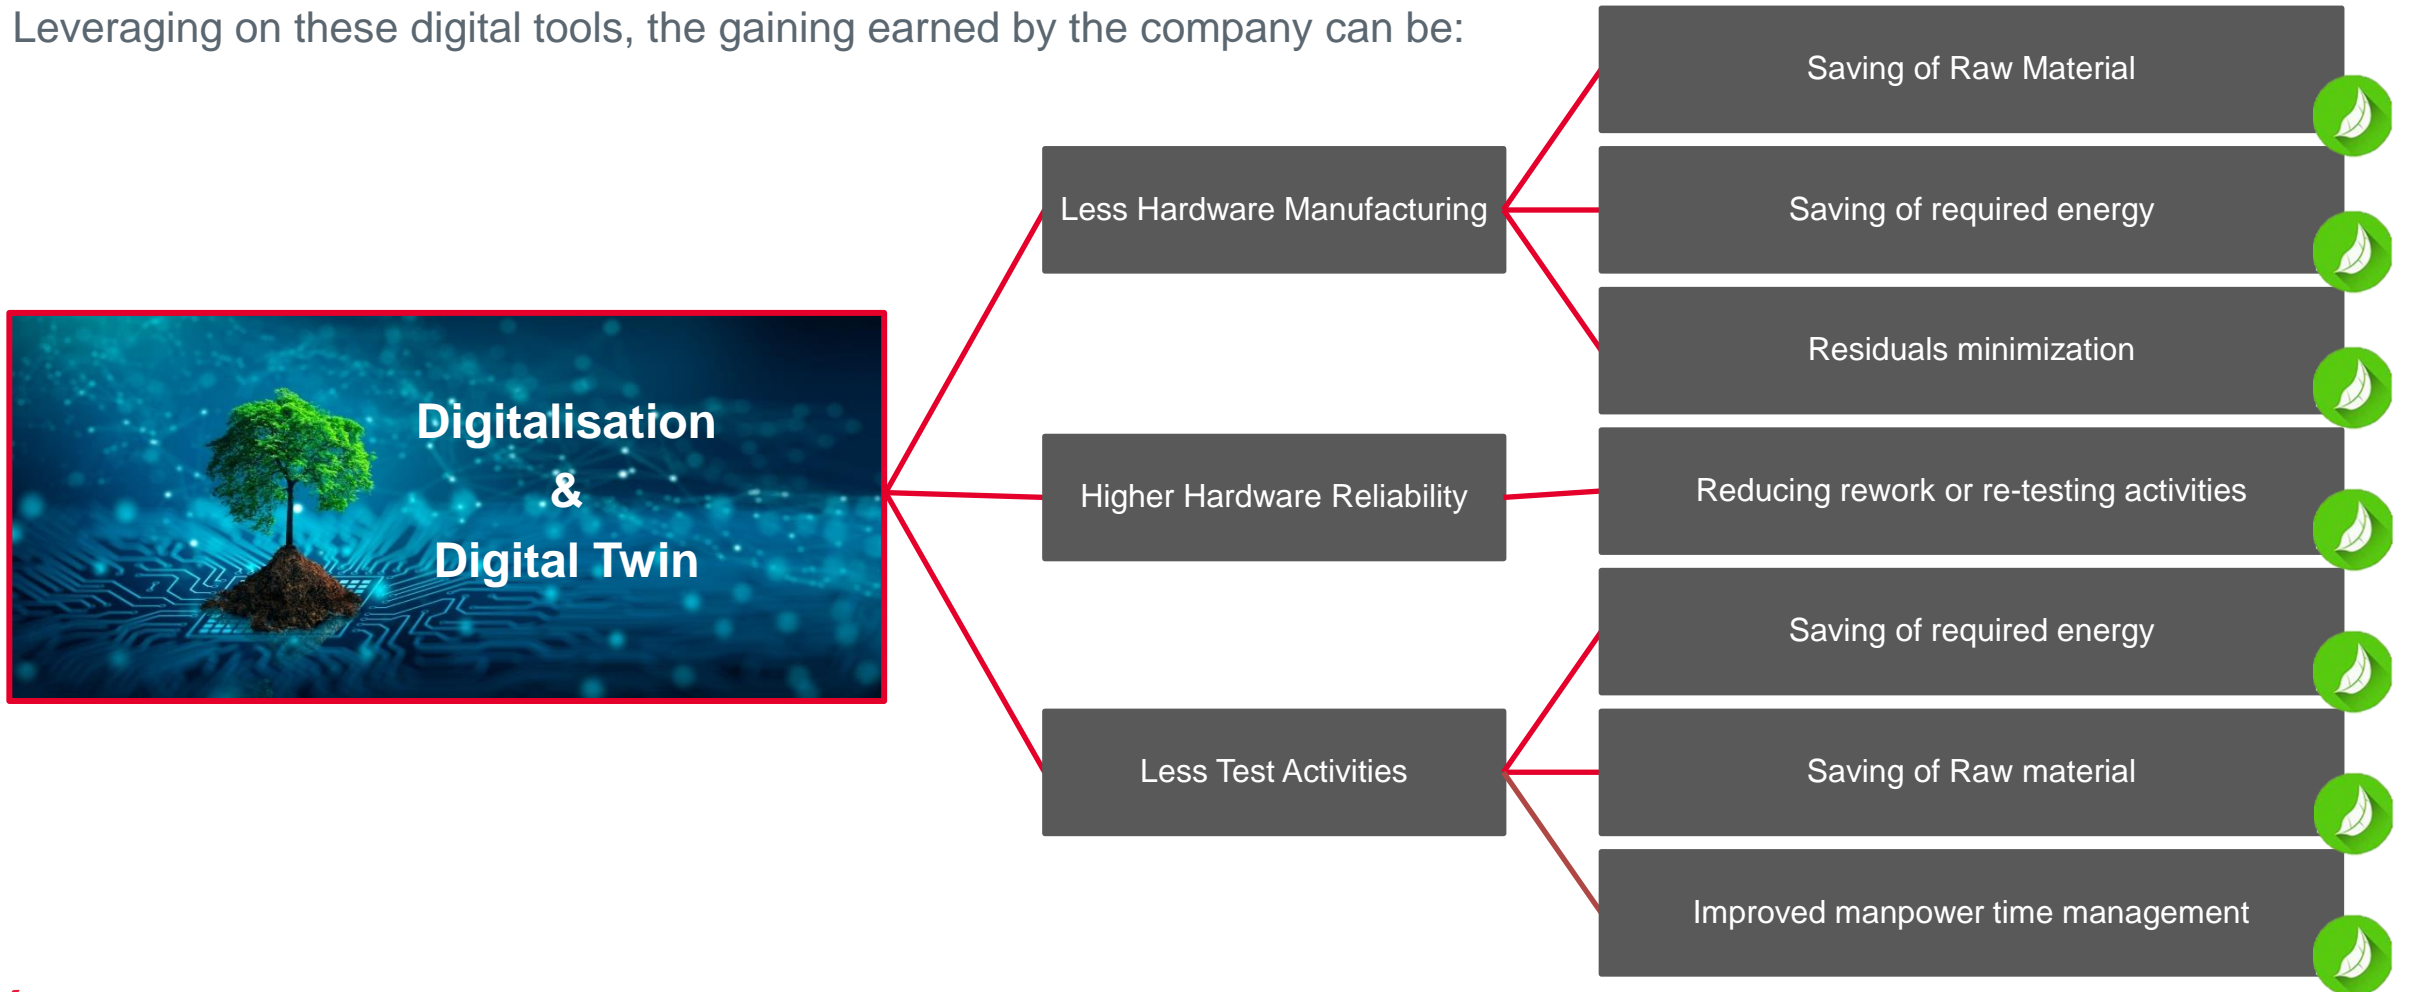 Leveraging on these digital tools, the gaining earned by the company can be:
Digitalisation
&
Digital Twin
Less Hardware Manufacturing
Higher Hardware Reliability
Less Test Activities
Saving of Raw Material
Saving of required energy
Residuals minimization
Reducing rework or re-testing activities
Saving of required energy
Saving of Raw material
Improved manpower time management